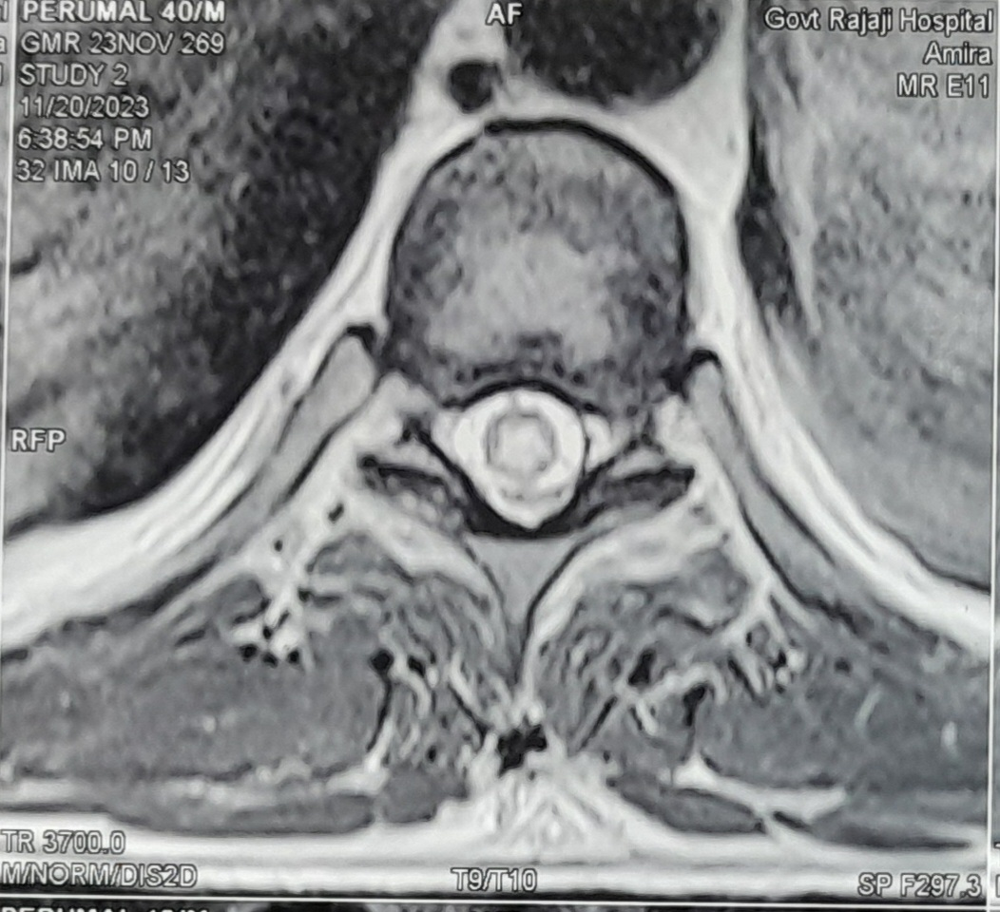 PERUMAL 40/M
GMR 23NOV 269
STUDY 2
11/20/2023
6:38:54 PM
32 IMA 10 / 13
AF
Govt Rajaji Hospital
Amira
MR E11
RFP
TR 3700.0
M/NORM/DIS2D
T9/T10
SP F297.3